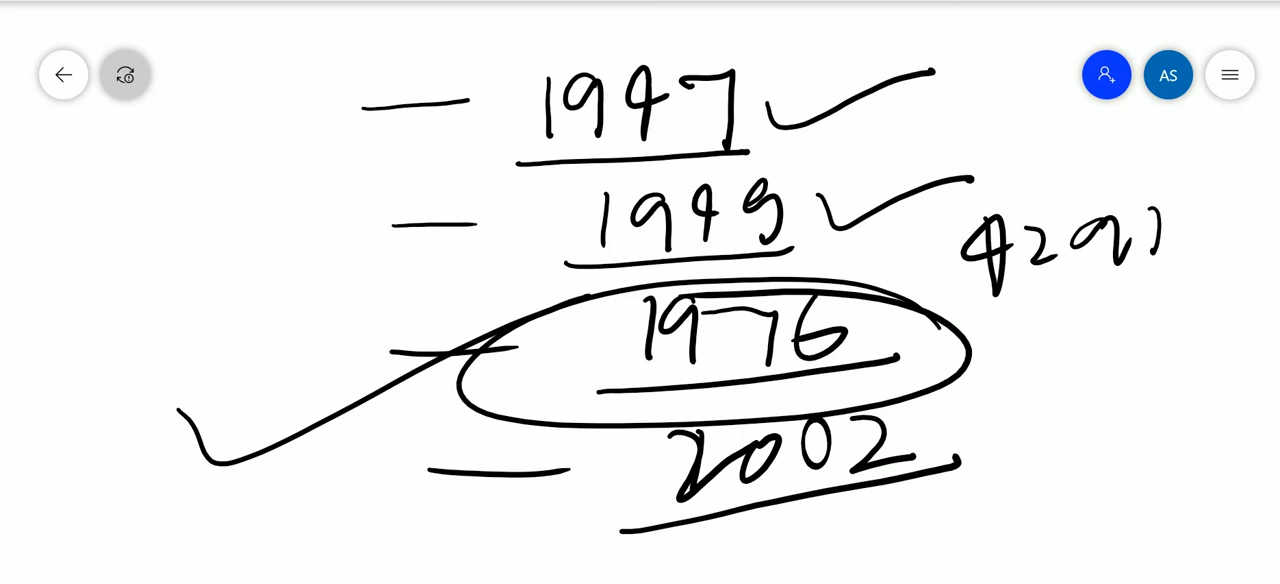 AS
— 1947
— 1949
— 1976
— 2002